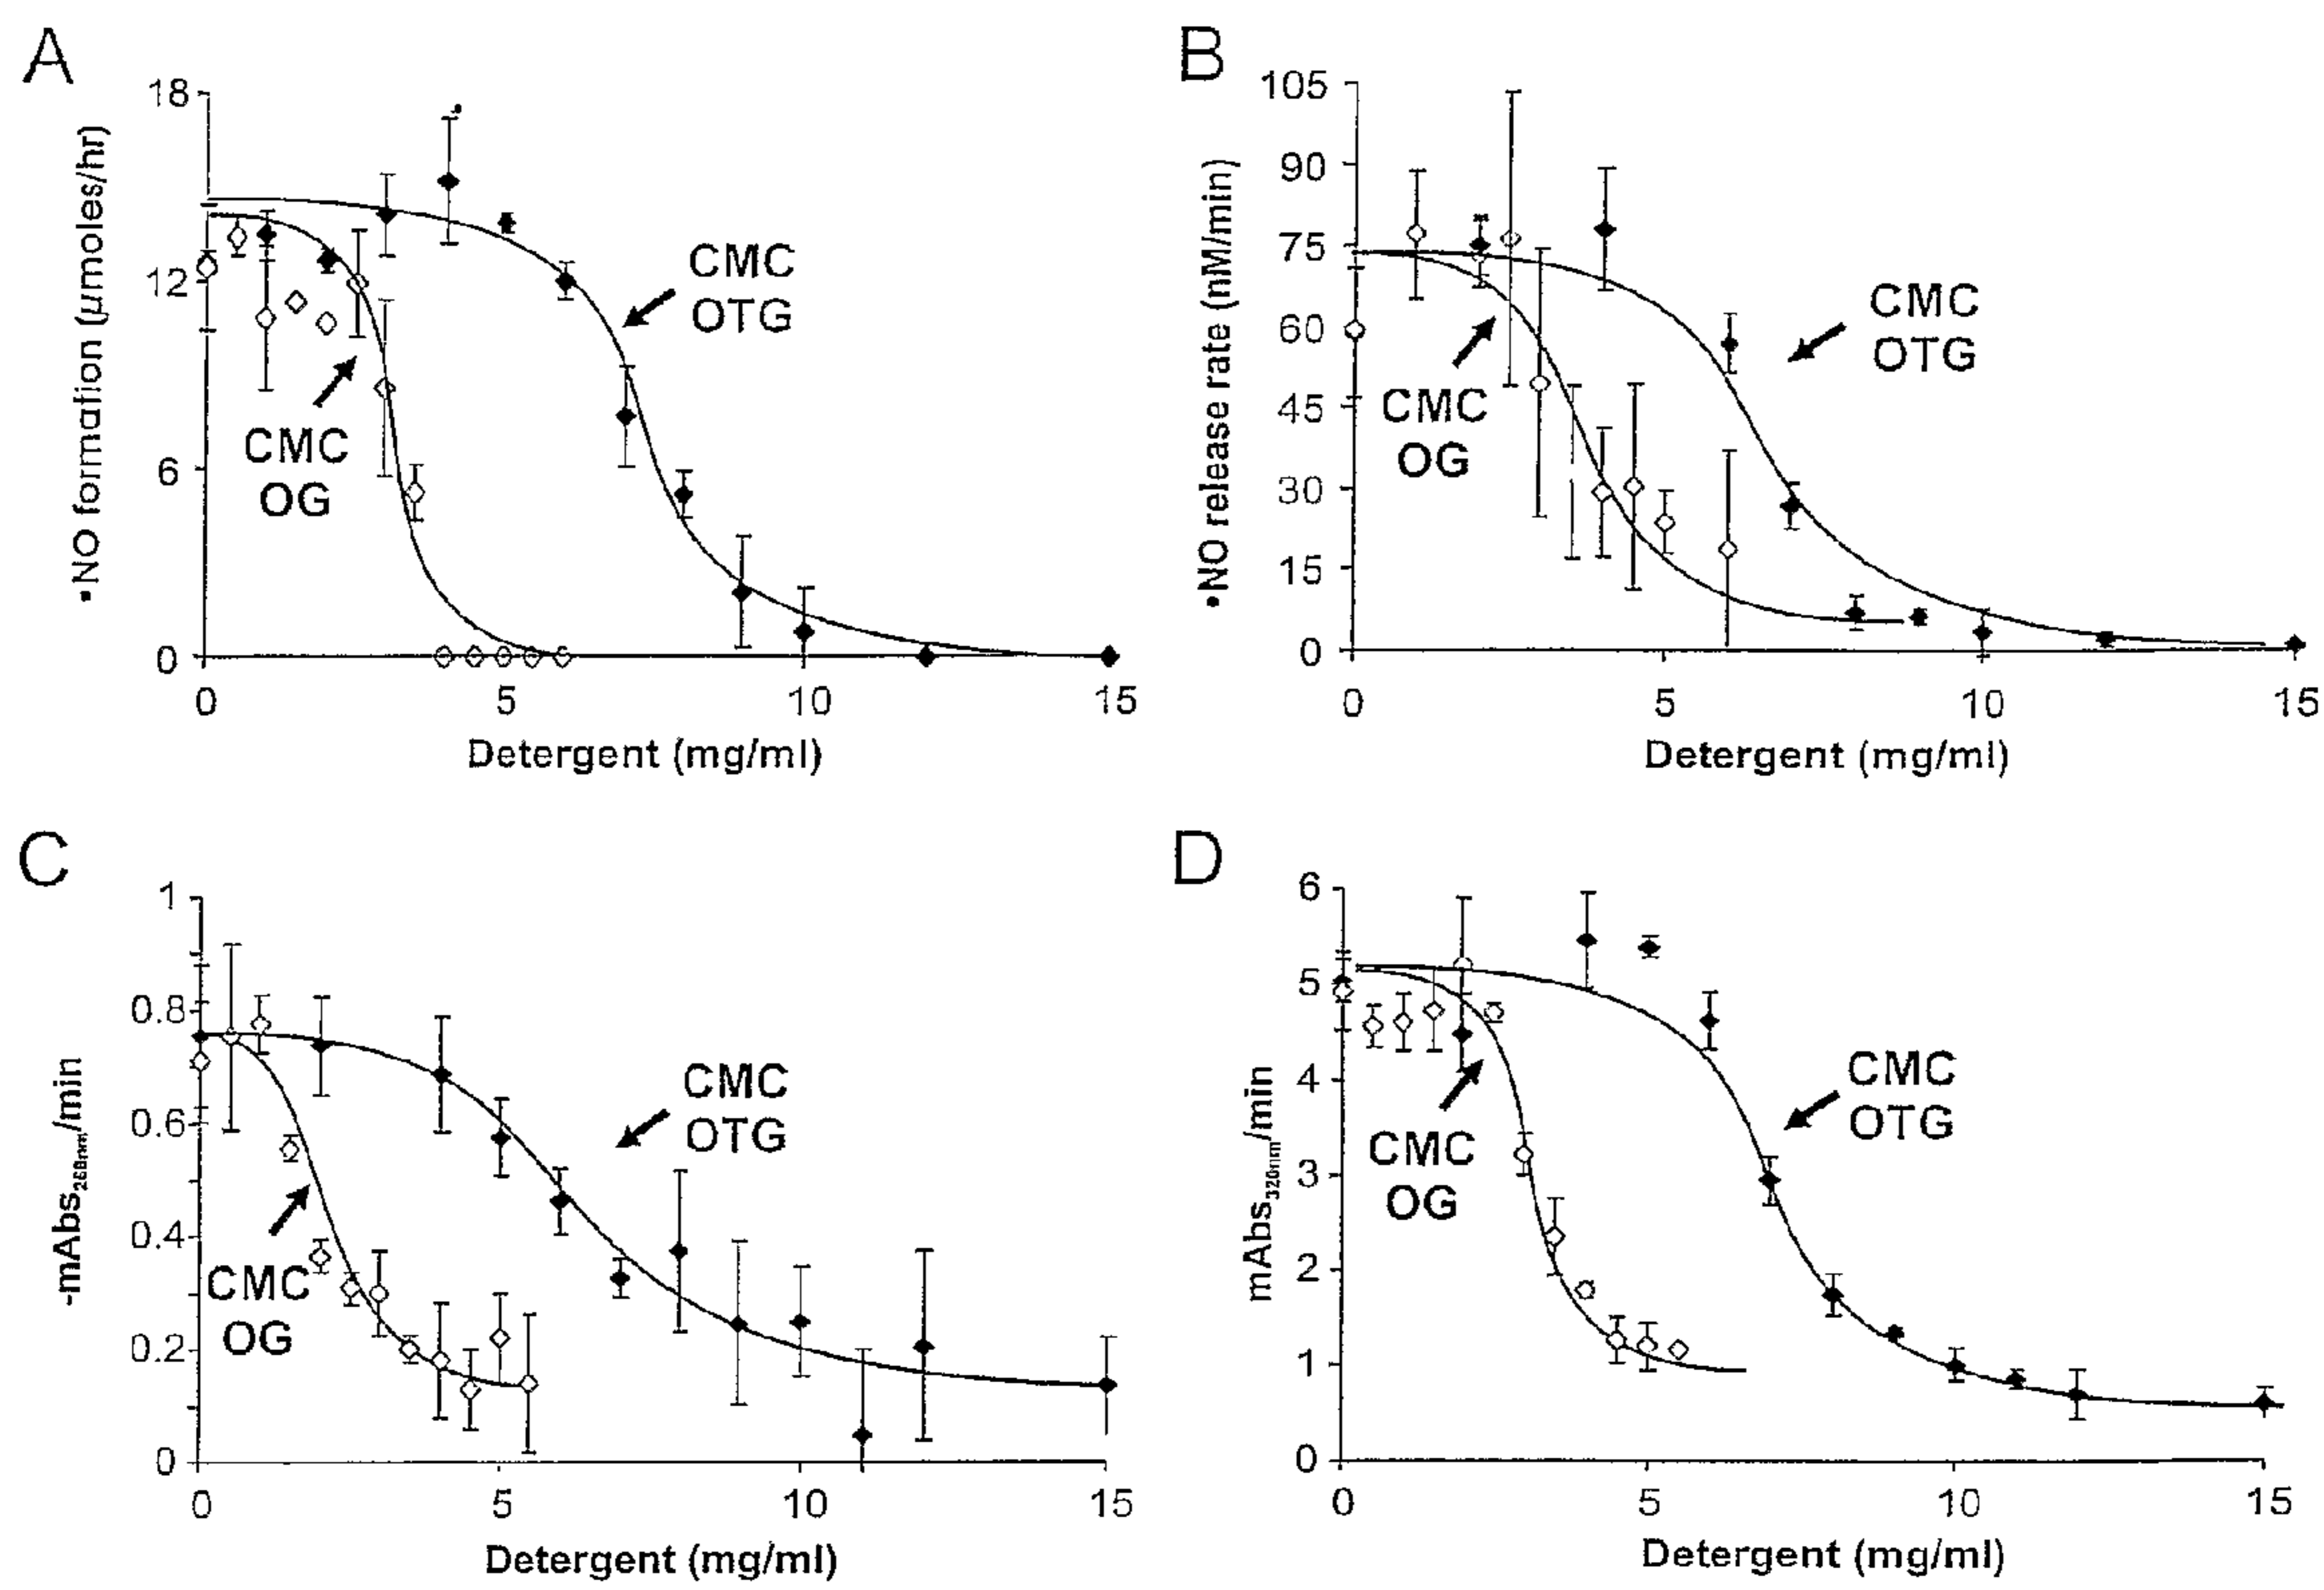 A
18
12
6
0
0
5
10
15
•NO formation (µmoles/hr)
Detergent (mg/ml)
CMC
OTG
CMC
OG
B
105
90
75
60
45
30
15
0
0
5
10
15
•NO release rate (nM/min)
Detergent (mg/ml)
CMC
OTG
CMC
OG
C
1
0.8
0.6
0.4
0.2
0
0
5
10
15
Detergent (mg/ml)
CMC
OTG
CMC
OG
D
6
5
4
3
2
1
0
0
5
10
15
mAbs320nm/min
Detergent (mg/ml)
CMC
OTG
CMC
OG